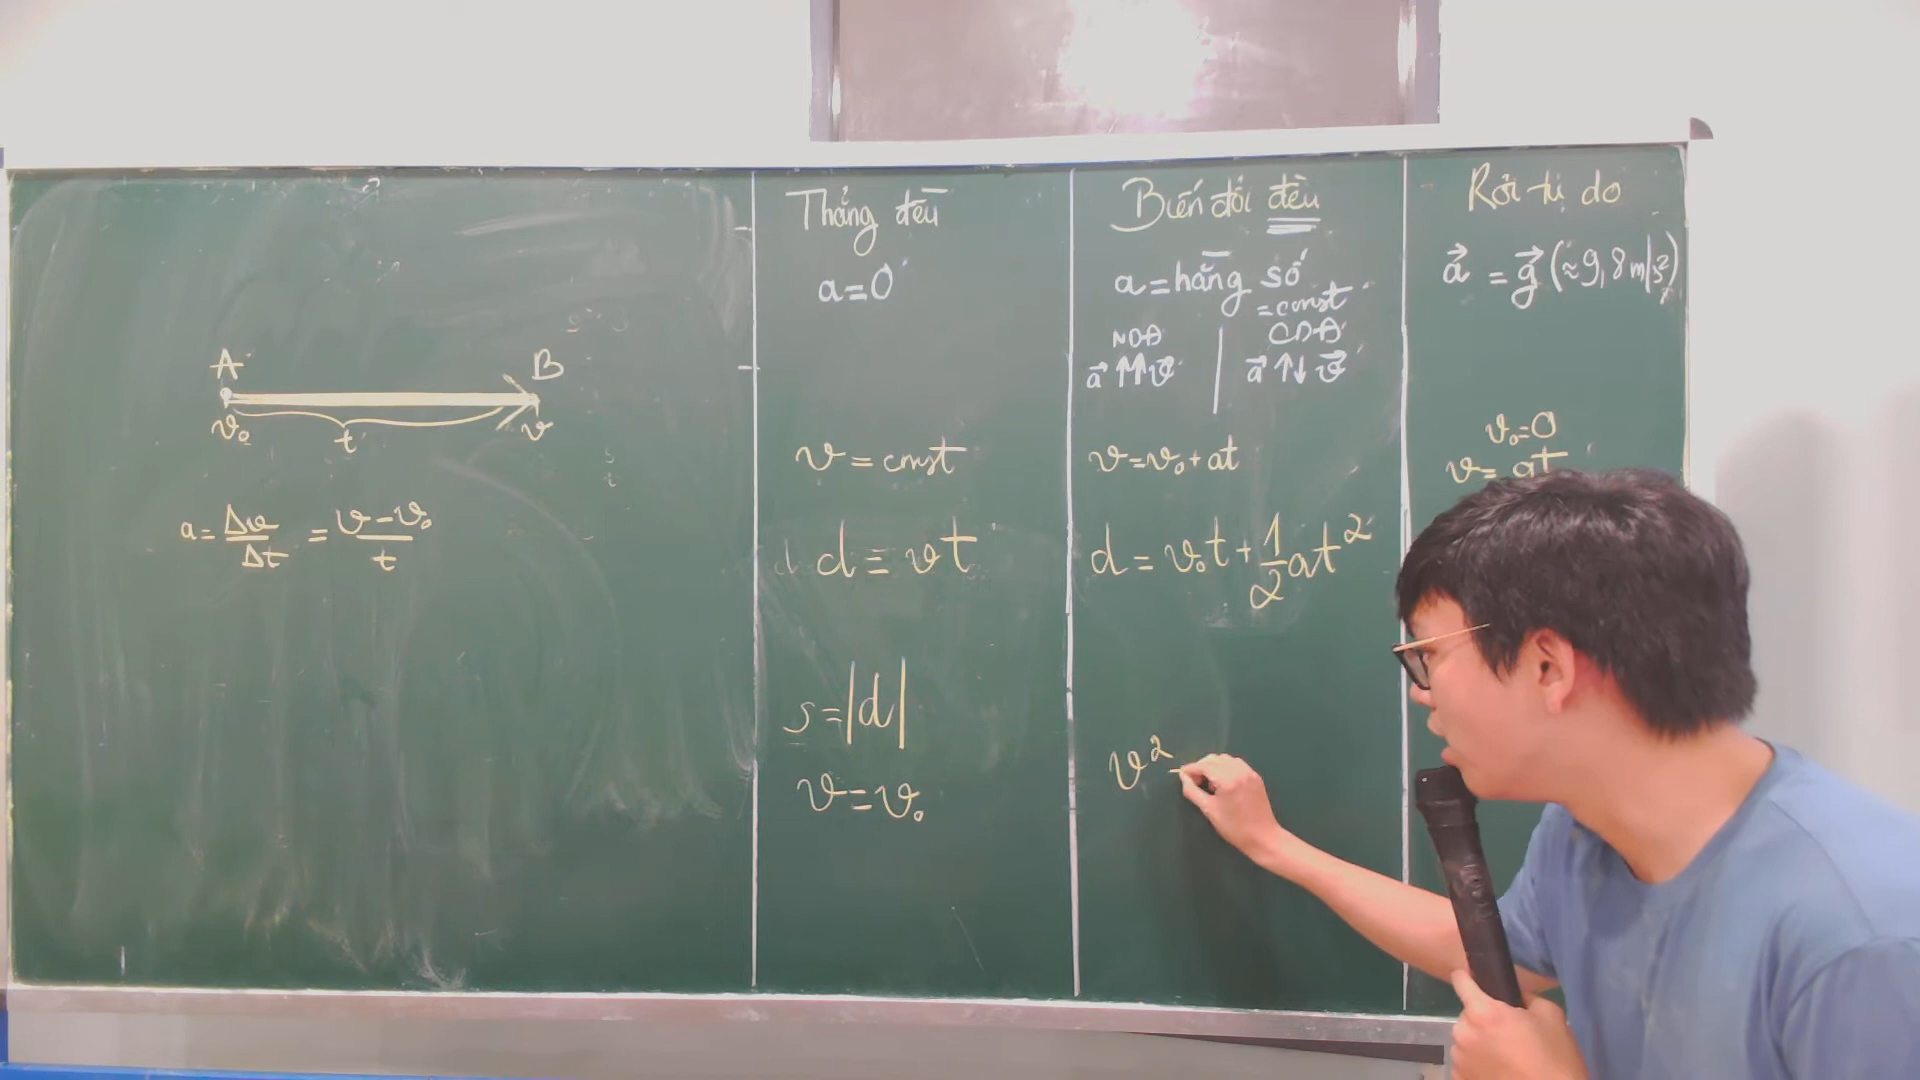 A B
v₀ t v
a = Δv/Δt = (v - v₀)/t
Thẳng đều
a = 0
v = const
d = vt
s = |d|
v = v₀
Biến đổi đều
a = hằng số
= const
NDĐ CDĐ
a⃗ ↑↑ v⃗ | a⃗ ↑↓ v⃗
v = v₀ + at
d = v₀t + 1/2 at²
v² -
Rơi tự do
a⃗ = g⃗ (≈ 9,8 m/s²)
v₀ = 0
v =